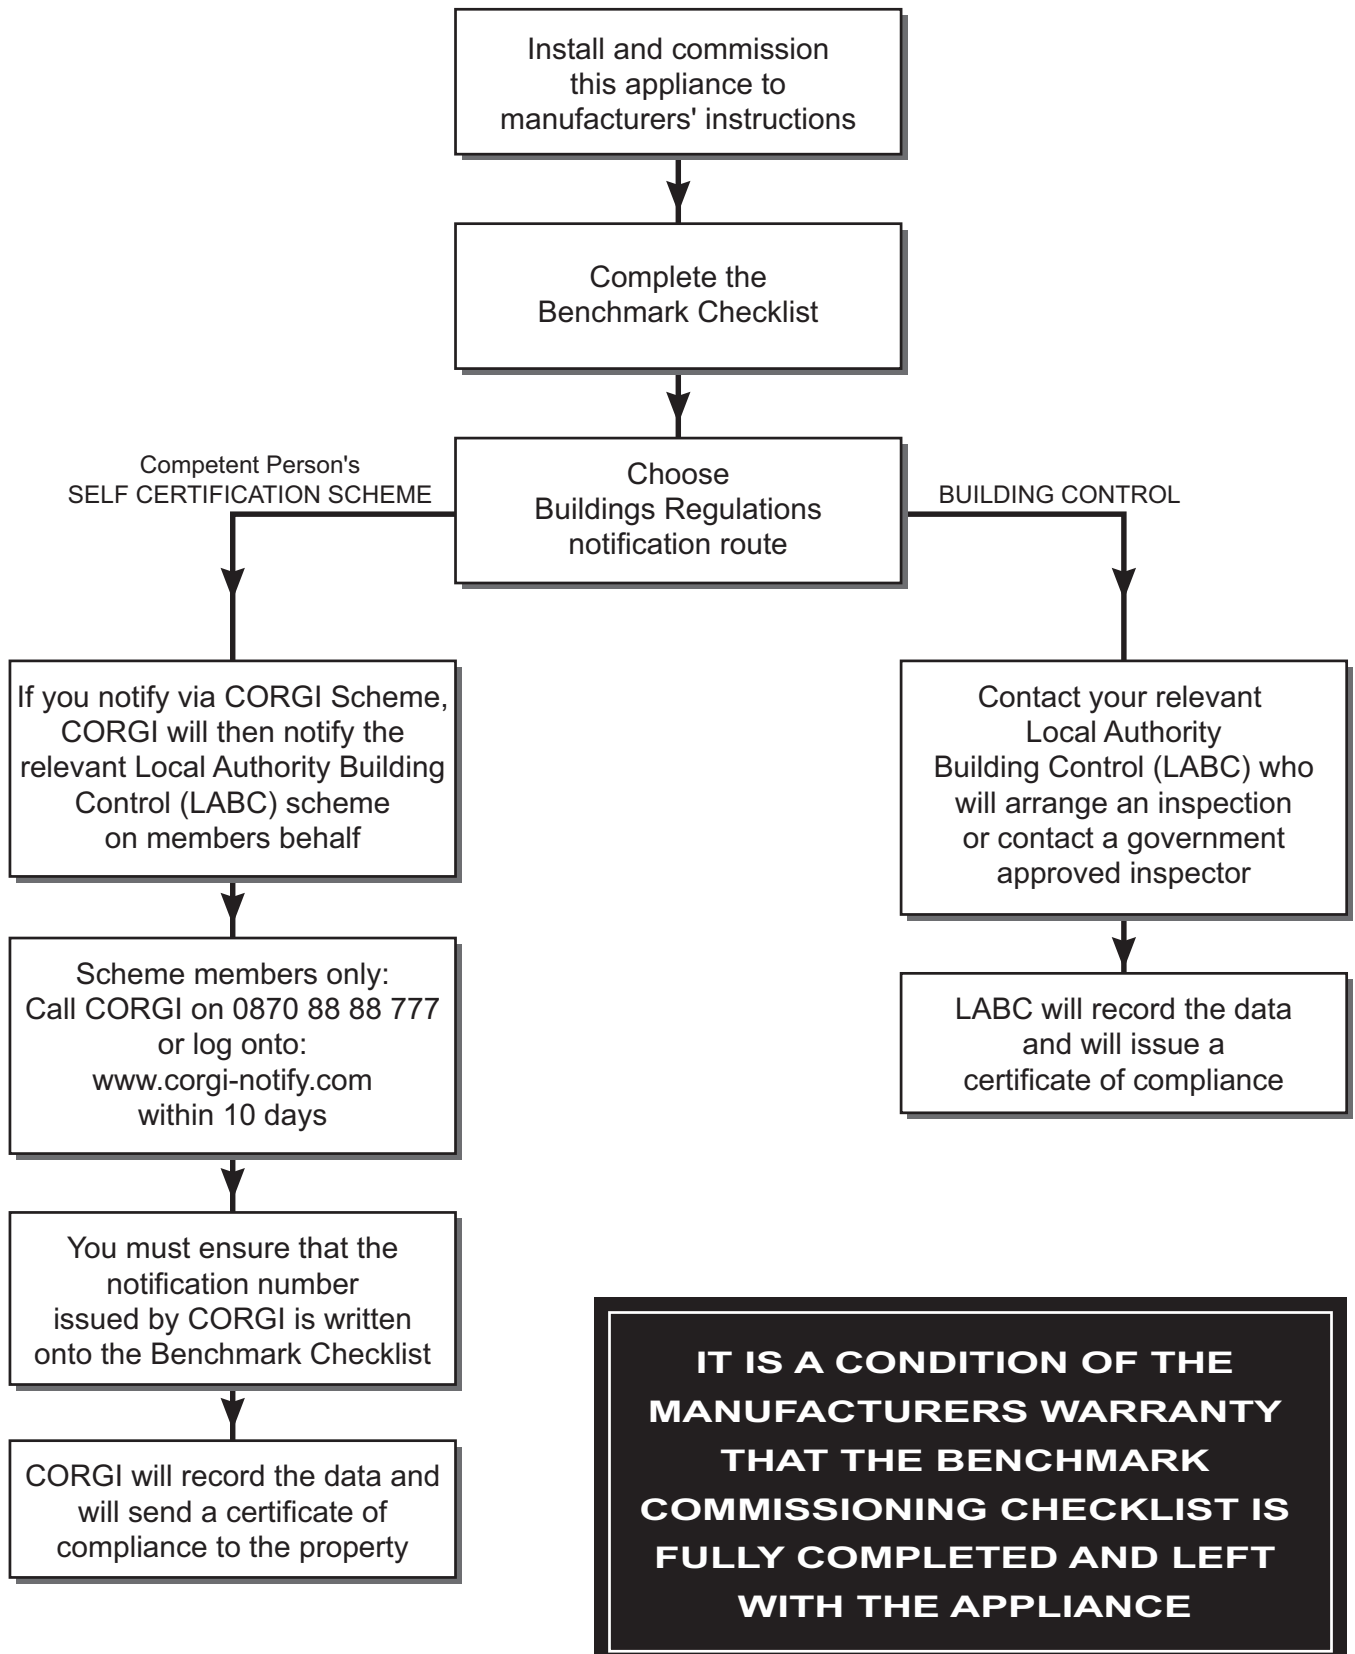 Install and commission
this appliance to
manufacturers' instructions
Complete the
Benchmark Checklist
Choose
Buildings Regulations
notification route
Competent Person's
SELF CERTIFICATION SCHEME
BUILDING CONTROL
If you notify via CORGI Scheme,
CORGI will then notify the
relevant Local Authority Building
Control (LABC) scheme
on members behalf
Scheme members only:
Call CORGI on 0870 88 88 777
or log onto:
www.corgi-notify.com
within 10 days
You must ensure that the
notification number
issued by CORGI is written
onto the Benchmark Checklist
CORGI will record the data and
will send a certificate of
compliance to the property
Contact your relevant
Local Authority
Building Control (LABC) who
will arrange an inspection
or contact a government
approved inspector
LABC will record the data
and will issue a
certificate of compliance
IT IS A CONDITION OF THE
MANUFACTURERS WARRANTY
THAT THE BENCHMARK
COMMISSIONING CHECKLIST IS
FULLY COMPLETED AND LEFT
WITH THE APPLIANCE